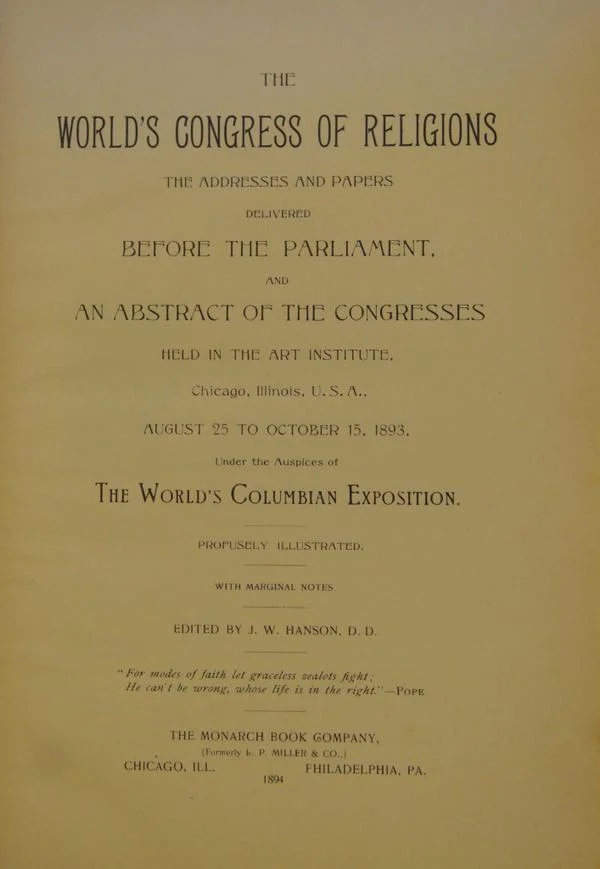 THE
WORLD'S CONGRESS OF RELIGIONS
THE ADDRESSES AND PAPERS
DELIVERED
BEFORE THE PARLIAMENT,
AND
AN ABSTRACT OF THE CONGRESSES
HELD IN THE ART INSTITUTE,
Chicago, Illinois, U. S. A.,
AUGUST 25 TO OCTOBER 15, 1893,
Under the Auspices of
THE WORLD'S COLUMBIAN EXPOSITION.
PROFUSELY ILLUSTRATED.
WITH MARGINAL NOTES
EDITED BY J. W. HANSON, D. D.
"For modes of faith let graceless zealots fight;
He can't be wrong, whose life is in the right."—POPE
THE MONARCH BOOK COMPANY,
(Formerly L. P. MILLER & CO.,)
CHICAGO, ILL. PHILADELPHIA, PA.
1894